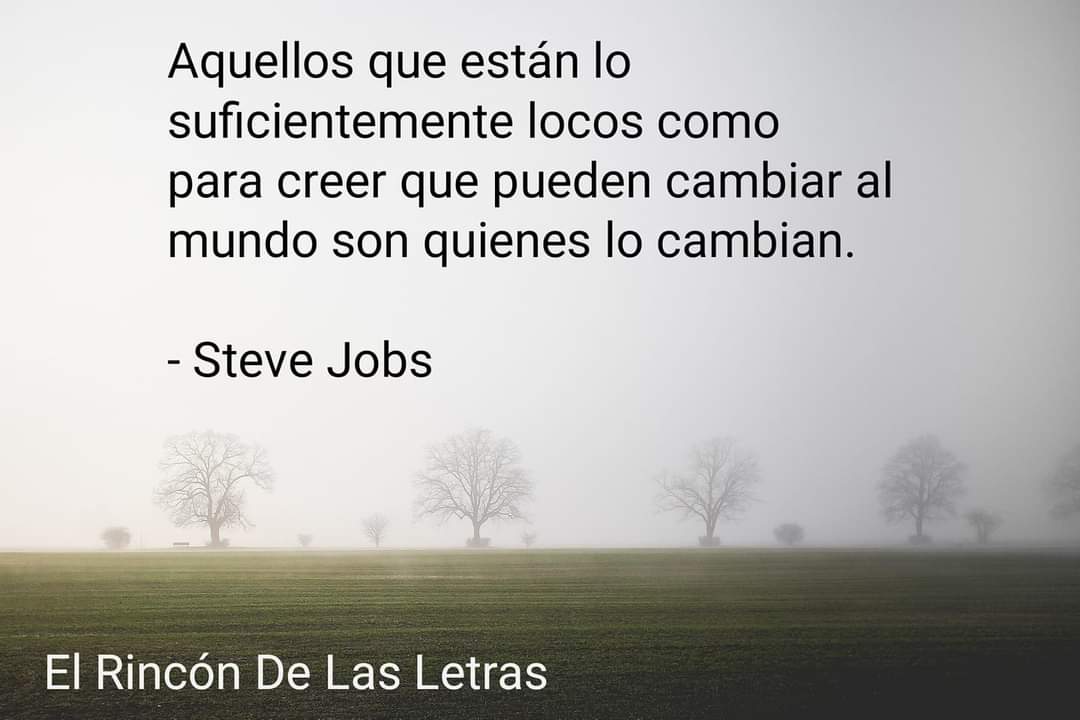 Aquellos que están lo
suficientemente locos como
para creer que pueden cambiar al
mundo son quienes lo cambian.
- Steve Jobs
El Rincón De Las Letras